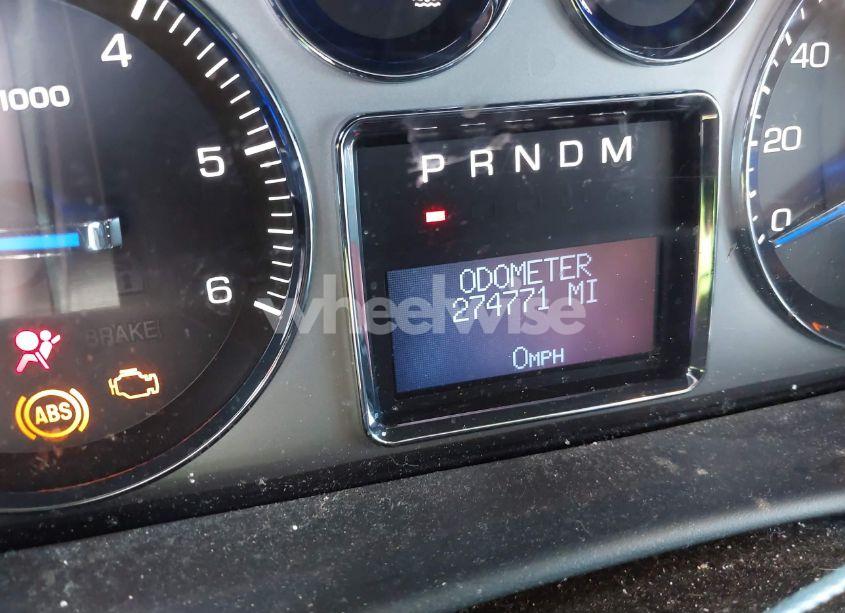 4
40
1000
5
20
P R N D M
0
6
ODOMETER
274771 MI
wheelwise
BRAKE
0MPH
ABS